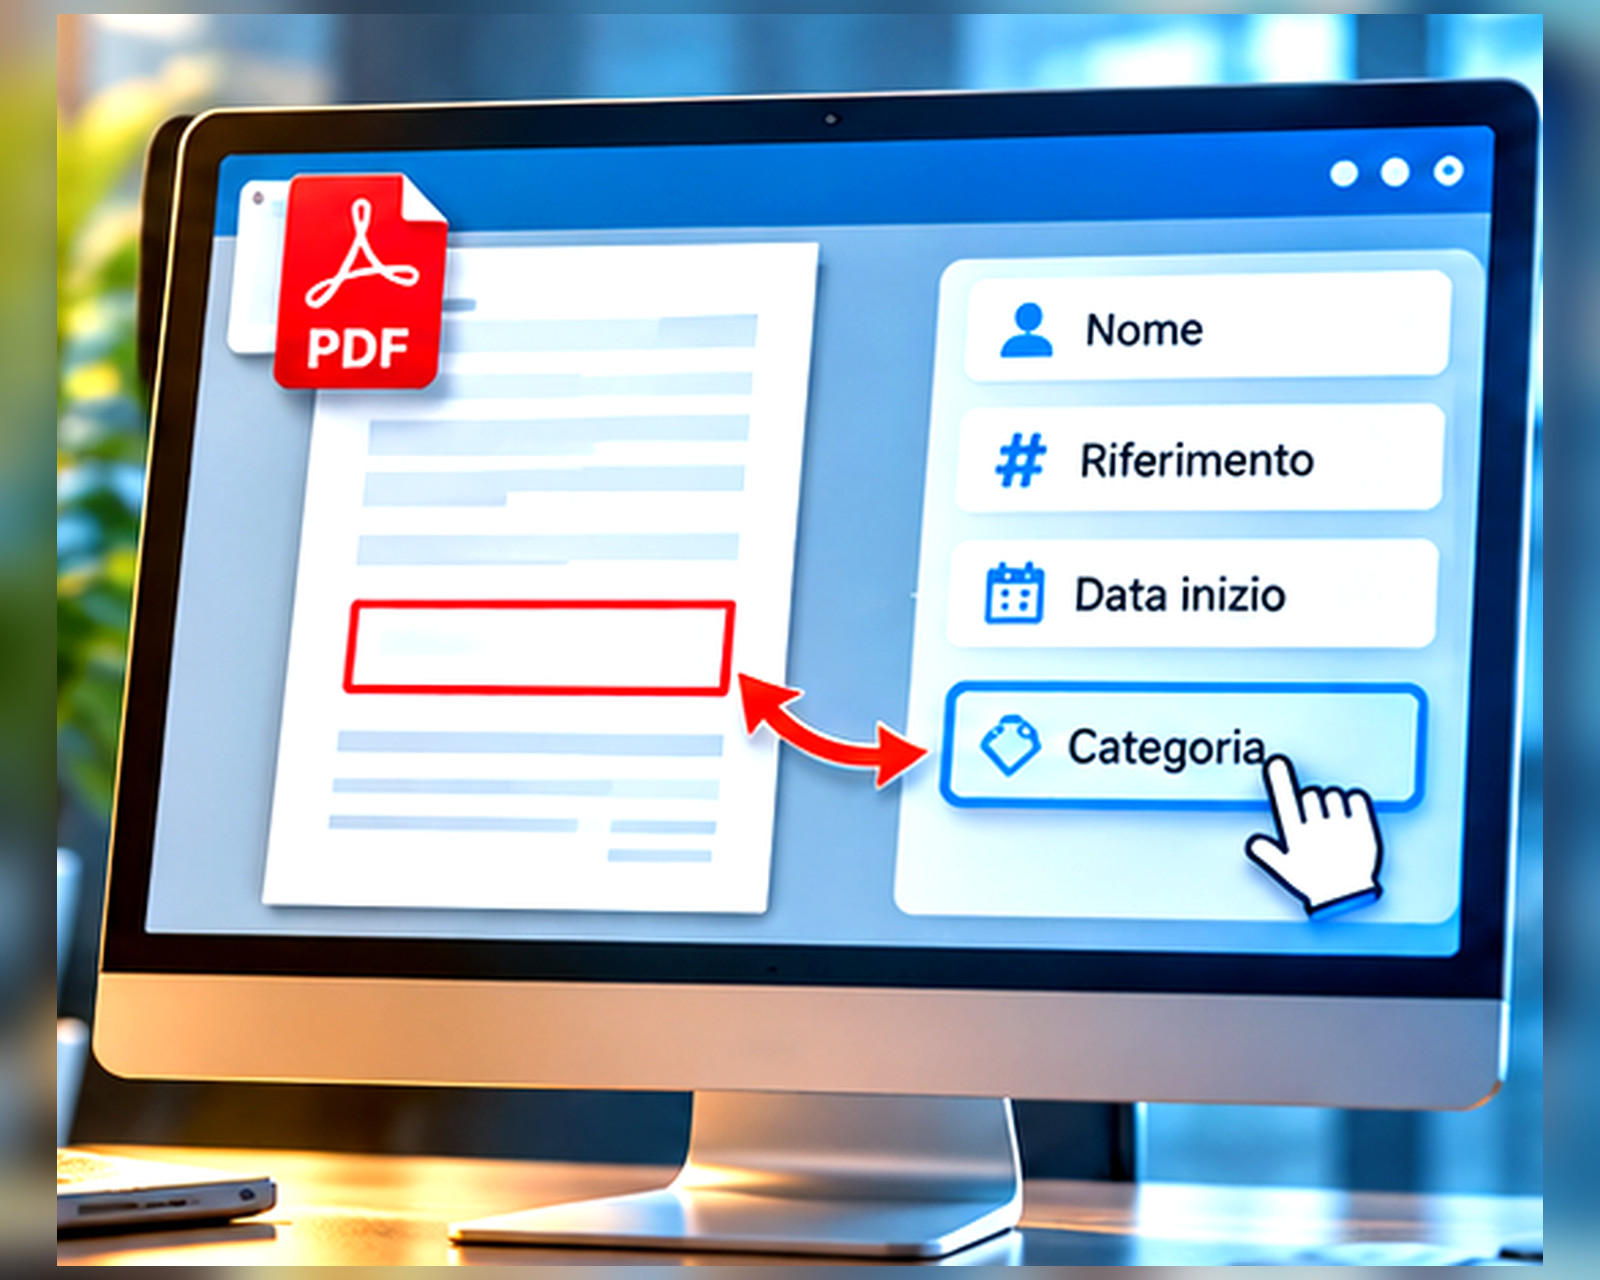 PDF
Nome
# Riferimento
Data inizio
Categoria